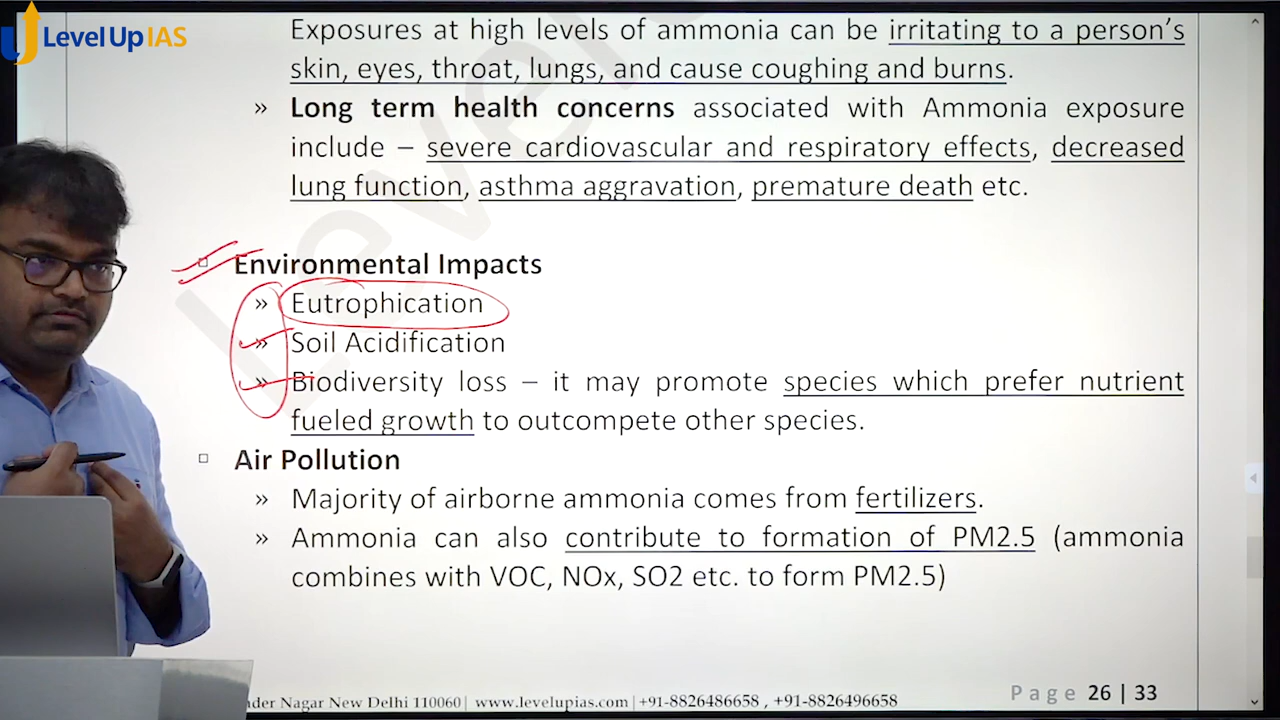 Level Up IAS
Exposures at high levels of ammonia can be irritating to a person's
skin, eyes, throat, lungs, and cause coughing and burns.
» Long term health concerns associated with Ammonia exposure
include – severe cardiovascular and respiratory effects, decreased
lung function, asthma aggravation, premature death etc.
Environmental Impacts
» Eutrophication
» Soil Acidification
» Biodiversity loss – it may promote species which prefer nutrient
fueled growth to outcompete other species.
Air Pollution
» Majority of airborne ammonia comes from fertilizers.
» Ammonia can also contribute to formation of PM2.5 (ammonia
combines with VOC, NOx, SO2 etc. to form PM2.5)
Nagar New Delhi 110060| www.levelupias.com |+91-8826486658 , +91-8826496658
Page 26 | 33